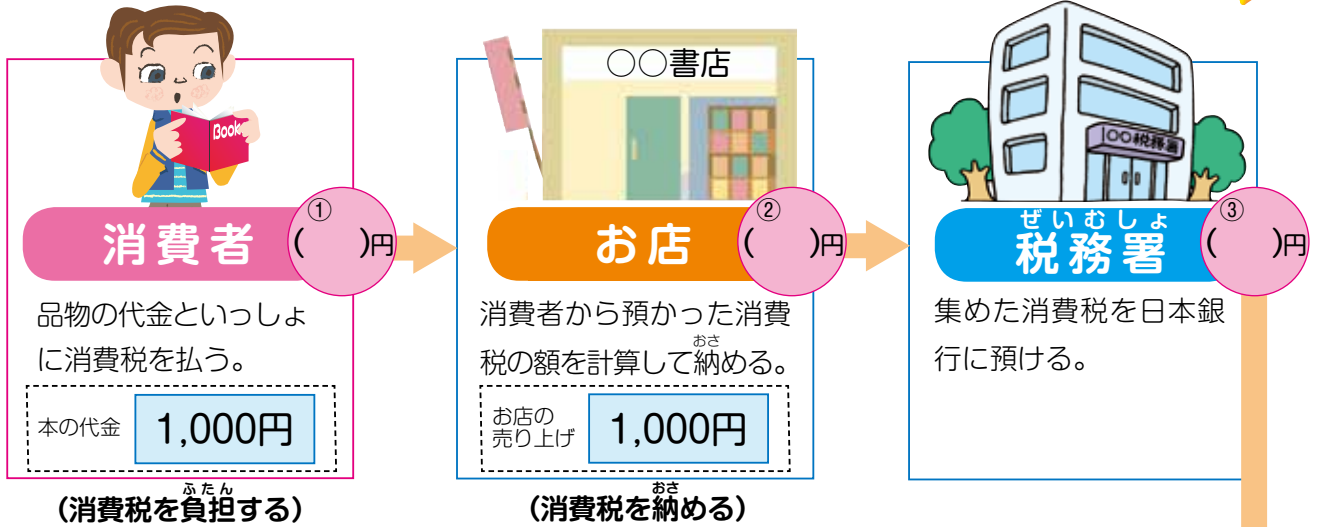 Book
○○書店
○○税務署
①
消費者 ( )円
②
お店 ( )円
③
ぜいむしょ
税務署 ( )円
品物の代金といっしょ
に消費税を払う。
本の代金 1,000円
ふたん
(消費税を負担する)
消費者から預かった消費
おさ
税の額を計算して納める。
お店の
売り上げ 1,000円
おさ
(消費税を納める)
集めた消費税を日本銀
行に預ける。